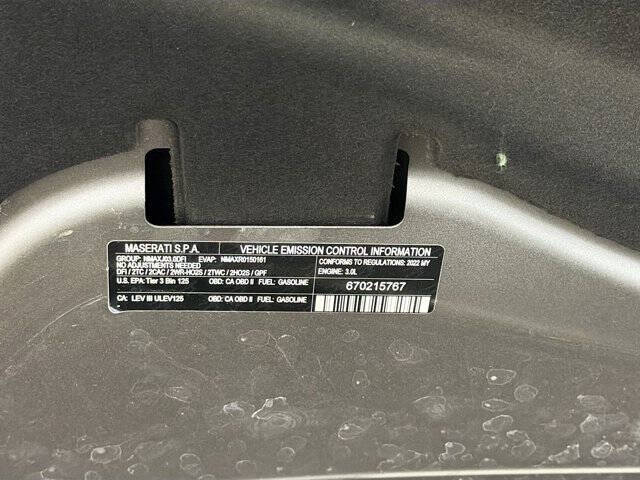 MASERATI S.P.A. VEHICLE EMISSION CONTROL INFORMATION
GROUP: NMAXJ03.0DFI EVAP: NMAXR0150161
NO ADJUSTMENTS NEEDED
DFI / 2TC / 2CAC / 2WR-HO2S / 2TWC / 2HO2S / GPF
CONFORMS TO REGULATIONS: 2022 MY
ENGINE: 3.0L
U.S. EPA: Tier 3 Bin 125 OBD: CA OBD II FUEL: GASOLINE
670215767
CA: LEV III ULEV125 OBD: CA OBD II FUEL: GASOLINE